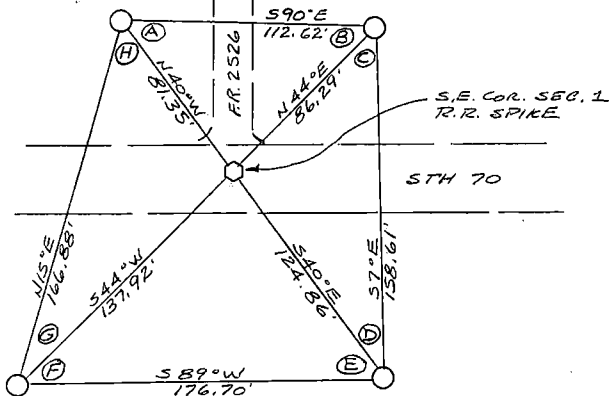 S90°E
112.62'
H
A
B
C
F.R. 2526
N40°W
81.35'
N44°E
86.29'
S.E. COR. SEC. 1
R.R. SPIKE
STH 70
N15°E
166.88'
S44°W
137.92'
S40°E
124.86'
S7°E
158.61'
G
F
D
E
S89°W
176.70'